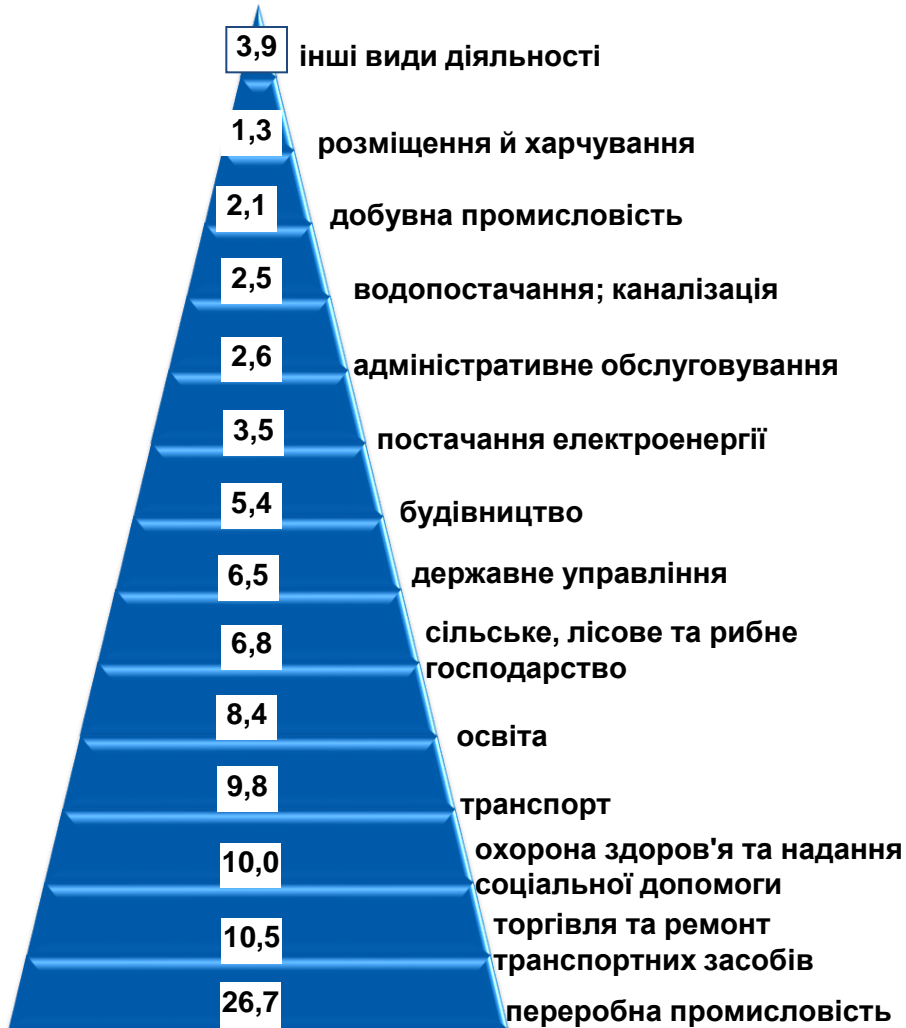 3,9 інші види діяльності
1,3 розміщення й харчування
2,1 добувна промисловість
2,5 водопостачання; каналізація
2,6 адміністративне обслуговування
3,5 постачання електроенергії
5,4 будівництво
6,5 державне управління
6,8 сільське, лісове та рибне
господарство
8,4 освіта
9,8 транспорт
10,0 охорона здоров'я та надання
соціальної допомоги
10,5 торгівля та ремонт
транспортних засобів
26,7 переробна промисловість